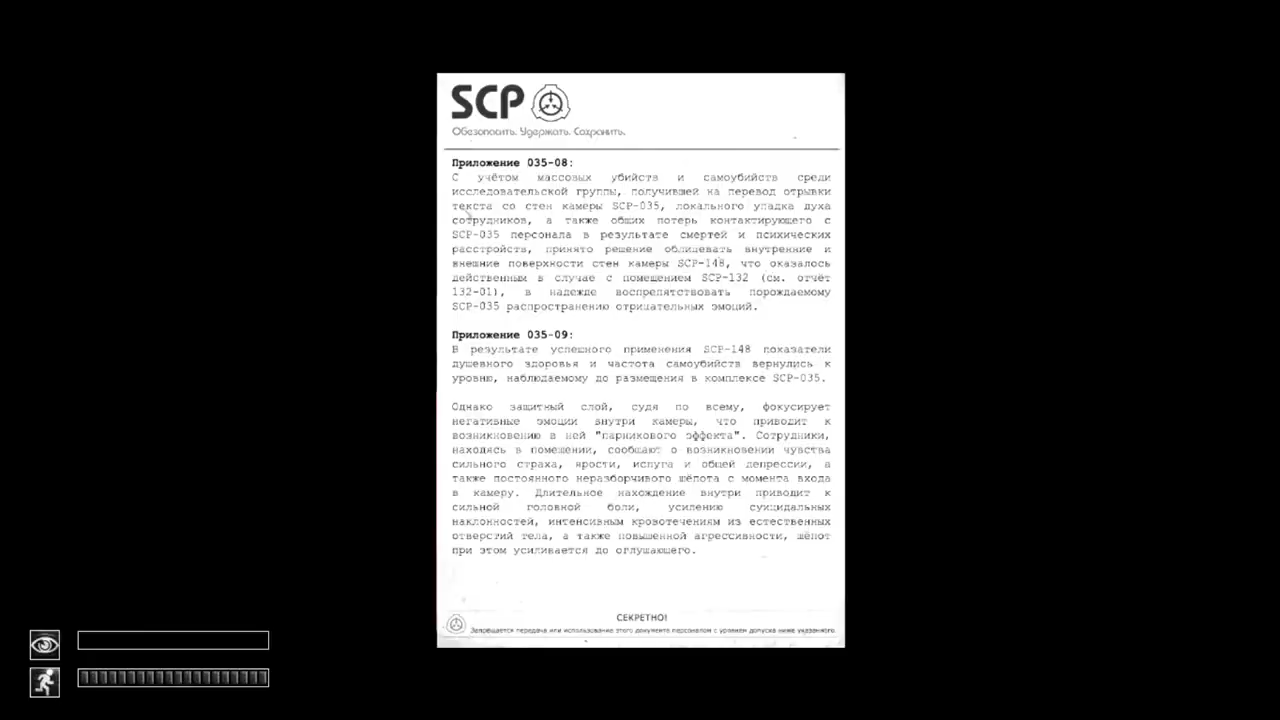 SCP
Обезопасить. Удержать. Сохранить.
Приложение 035-08:
С учётом массовых убийств и самоубийств среди
исследовательской группы, получившей на перевод отрывки
текста со стен камеры SCP-035, локального упадка духа
сотрудников, а также общих потерь контактирующего с
SCP-035 персонала в результате смертей и психических
расстройств, принято решение облицевать внутренние и
внешние поверхности стен камеры SCP-148, что оказалось
действенным в случае с помещением SCP-132 (см. отчёт
132-01), в надежде воспрепятствовать порождаемому
SCP-035 распространению отрицательных эмоций.
Приложение 035-09:
В результате успешного применения SCP-148 показатели
душевного здоровья и частота самоубийств вернулись к
уровню, наблюдаемому до размещения в комплексе SCP-035.
Однако защитный слой, судя по всему, фокусирует
негативные эмоции внутри камеры, что приводит к
возникновению в ней "парникового эффекта". Сотрудники,
находясь в помещении, сообщают о возникновении чувства
сильного страха, ярости, испуга и общей депрессии, а
также постоянного неразборчивого шёпота с момента входа
в камеру. Длительное нахождение внутри приводит к
сильной головной боли, усилению суицидальных
наклонностей, интенсивным кровотечениям из естественных
отверстий тела, а также повышенной агрессивности, шёпот
при этом усиливается до оглушающего.
СЕКРЕТНО!
Запрещается передача или использование этого документа персоналом с уровнем допуска ниже указанного.